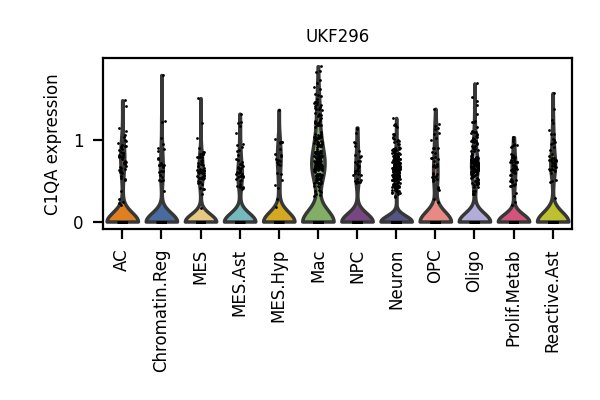 UKF296
C1QA expression
1
0
AC
Chromatin.Reg
MES
MES.Ast
MES.Hyp
Mac
NPC
Neuron
OPC
Oligo
Prolif.Metab
Reactive.Ast